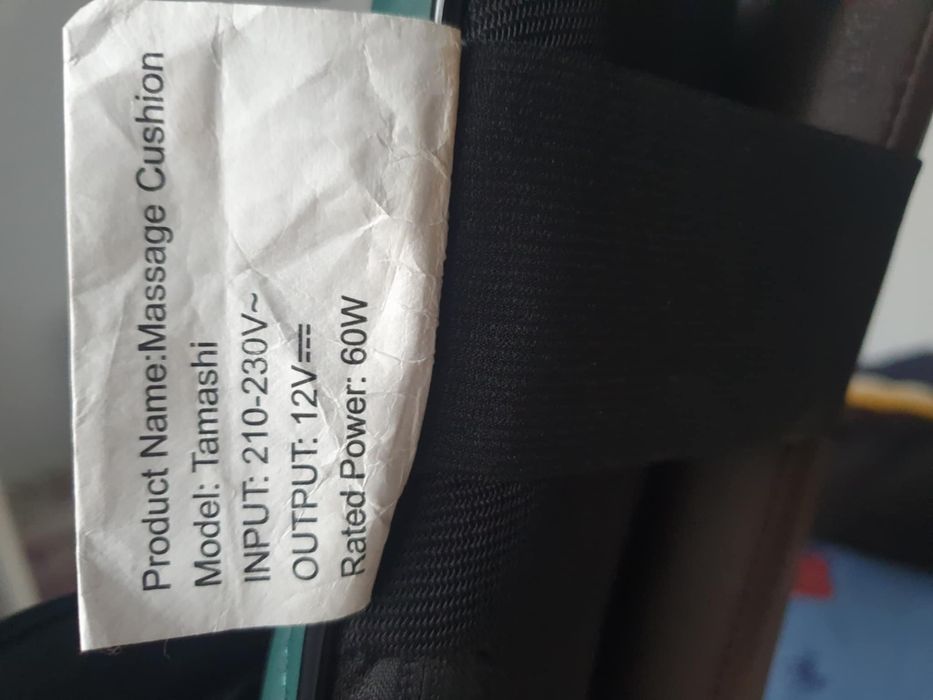 Product Name:Massage Cushion
Model: Tamashi
INPUT: 210-230V~
OUTPUT: 12V⎓
Rated Power: 60W